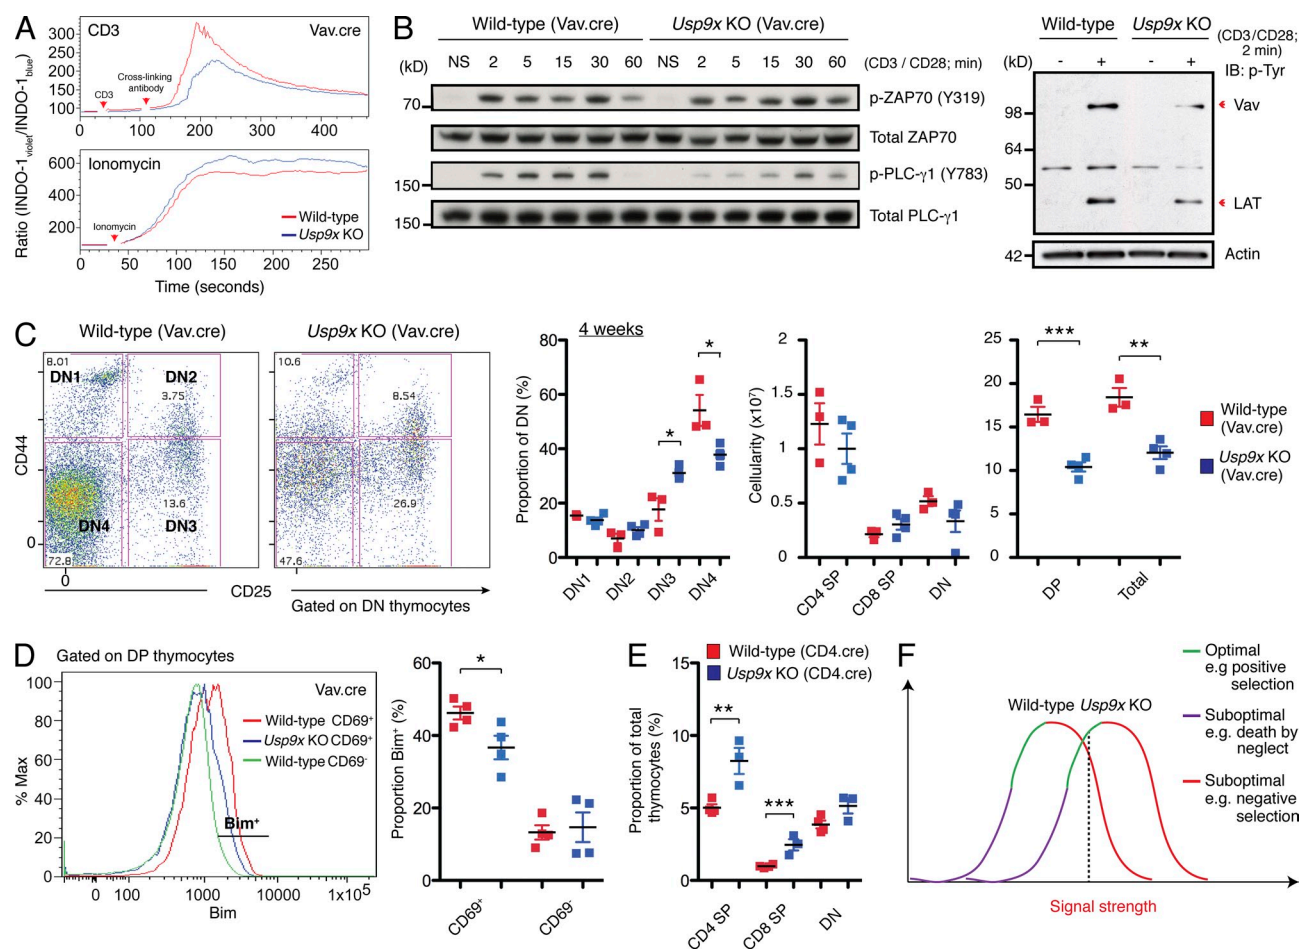 A
CD3
Vav.cre
300
250
200
150
100
CD3
Cross-linking
antibody
0
100
200
300
400
Ionomycin
600
400
200
Ionomycin
Wild-type
Usp9x KO
0
50
100
150
200
250
Time (seconds)
Ratio (INDO-1violet/INDO-1blue)
B
Wild-type (Vav.cre)
Usp9x KO (Vav.cre)
NS 2 5 15 30 60 NS 2 5 15 30 60 (CD3 / CD28; min)
(kD)
70
p-ZAP70 (Y319)
Total ZAP70
150
p-PLC-γ1 (Y783)
150
Total PLC-γ1
Wild-type
Usp9x KO
(CD3/CD28;
2 min)
IB: p-Tyr
(kD)
- + - +
98
Vav
64
50
LAT
42
Actin
C
Wild-type (Vav.cre)
Usp9x KO (Vav.cre)
8.01
DN1
DN2
3.75
13.6
DN4
DN3
72.8
10.6
8.54
26.9
47.6
CD44
0
0
CD25
Gated on DN thymocytes
4 weeks
Proportion of DN (%)
80
60
40
20
0
*
*
DN1
DN2
DN3
DN4
Cellularity (x10⁷)
2
1.5
1
0.5
0
CD4 SP
CD8 SP
DN
25
20
15
10
5
0
***
**
DP
Total
Wild-type
(Vav.cre)
Usp9x KO
(Vav.cre)
D
Gated on DP thymocytes
Vav.cre
Wild-type CD69⁺
Usp9x KO CD69⁺
Wild-type CD69⁻
Bim⁺
% Max
100
80
60
40
20
0
0
100
1000
10000
1x10⁵
Bim
Proportion Bim⁺ (%)
60
40
20
0
*
CD69⁺
CD69⁻
E
Wild-type (CD4.cre)
Usp9x KO (CD4.cre)
Proportion of total
thymocytes (%)
15
10
5
0
**
***
CD4 SP
CD8 SP
DN
F
Wild-type Usp9x KO
Signal strength
Optimal
e.g positive
selection
Suboptimal
e.g. death by
neglect
Suboptimal
e.g. negative
selection